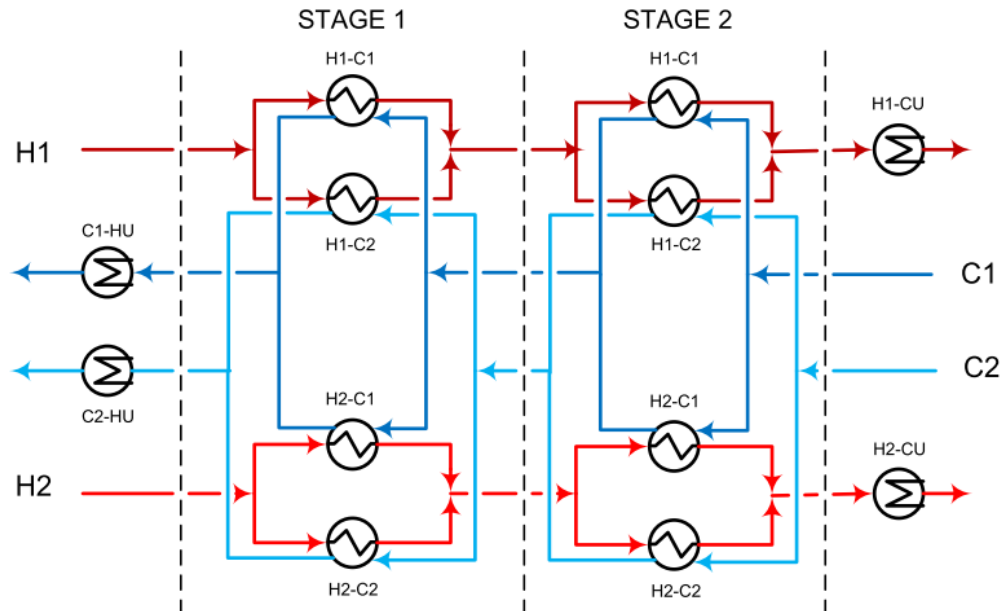 STAGE 1
STAGE 2
H1-C1
H1-C1
H1-CU
H1
C1-HU
H1-C2
H1-C2
C1
C2
C2-HU
H2-C1
H2-C1
H2-CU
H2
H2-C2
H2-C2